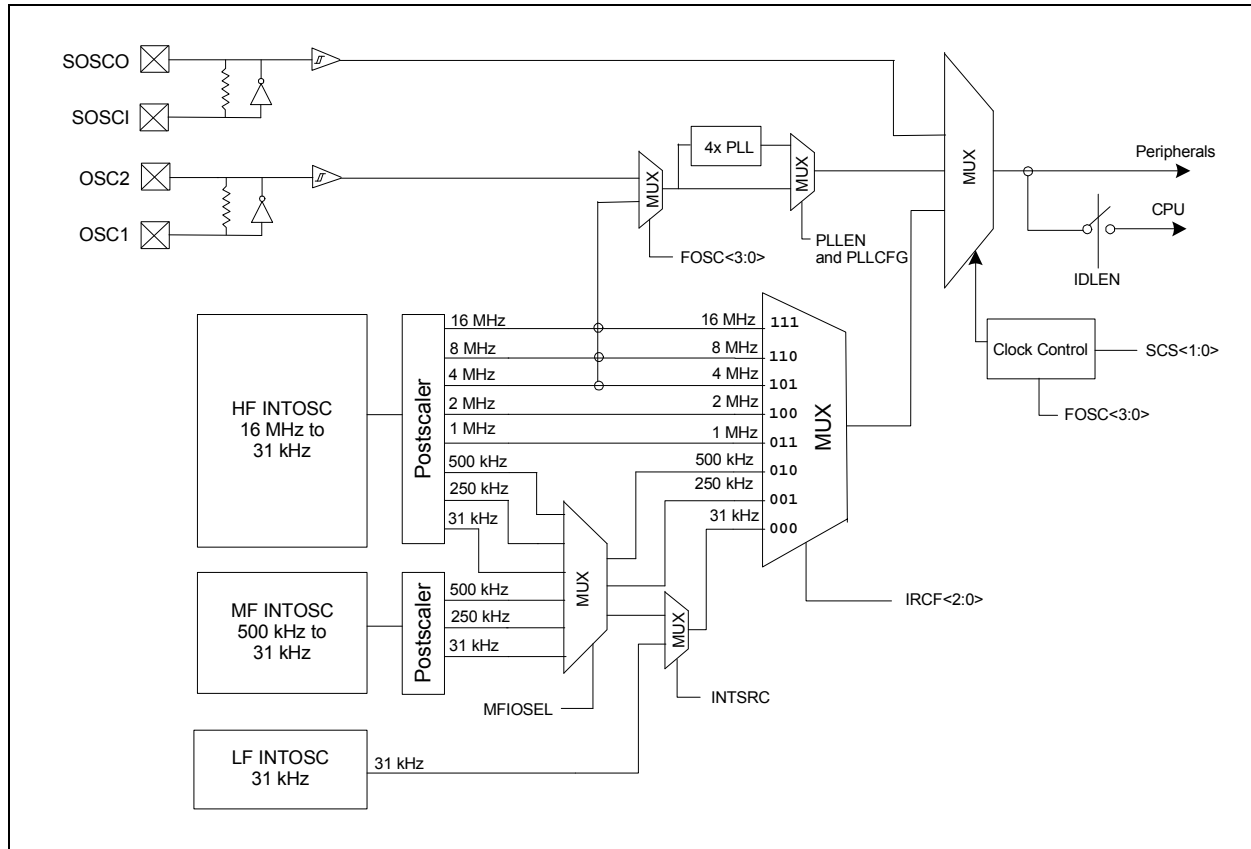 SOSCO
SOSCI
OSC2
OSC1
4x PLL
MUX
MUX
MUX
Peripherals
CPU
IDLEN
FOSC<3:0>
PLLEN
and PLLCFG
Clock Control
SCS<1:0>
FOSC<3:0>
HF INTOSC
16 MHz to
31 kHz
Postscaler
16 MHz
8 MHz
4 MHz
2 MHz
1 MHz
500 kHz
250 kHz
31 kHz
16 MHz
8 MHz
4 MHz
2 MHz
1 MHz
500 kHz
250 kHz
31 kHz
111
110
101
100
011
010
001
000
MUX
IRCF<2:0>
MF INTOSC
500 kHz to
31 kHz
Postscaler
500 kHz
250 kHz
31 kHz
MUX
MFIOSEL
MUX
INTSRC
LF INTOSC
31 kHz
31 kHz